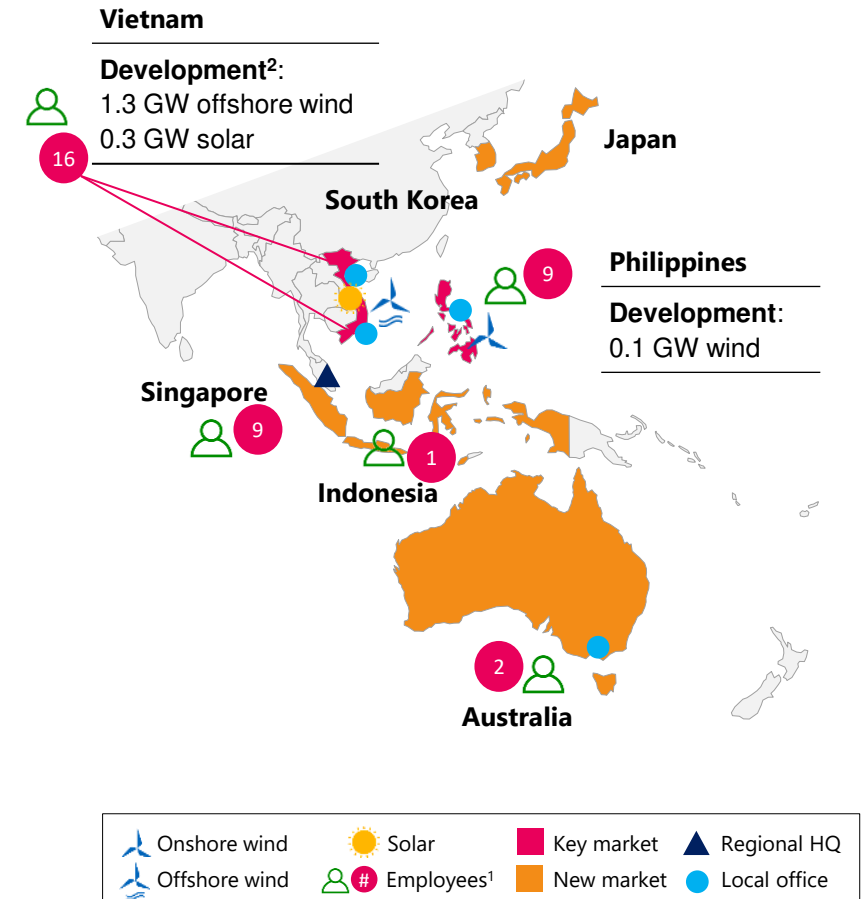 Vietnam
Development²:
1.3 GW offshore wind
0.3 GW solar
16
Japan
South Korea
9
Philippines
Development:
0.1 GW wind
Singapore
9
1
Indonesia
2
Australia
Onshore wind
Solar
Key market
Regional HQ
Offshore wind
# Employees¹
New market
Local office